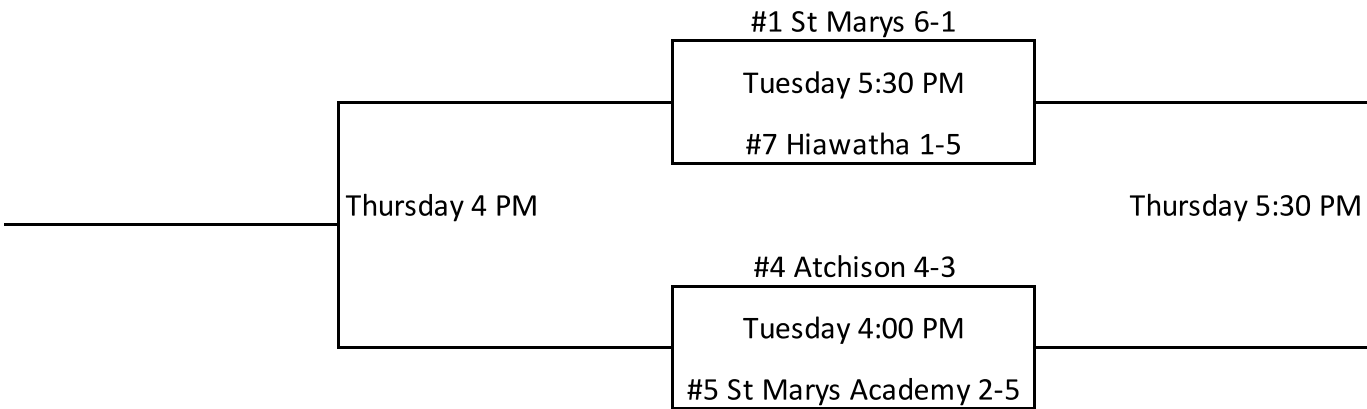 #1 St Marys 6-1
Tuesday 5:30 PM
#7 Hiawatha 1-5
Thursday 4 PM
Thursday 5:30 PM
#4 Atchison 4-3
Tuesday 4:00 PM
#5 St Marys Academy 2-5